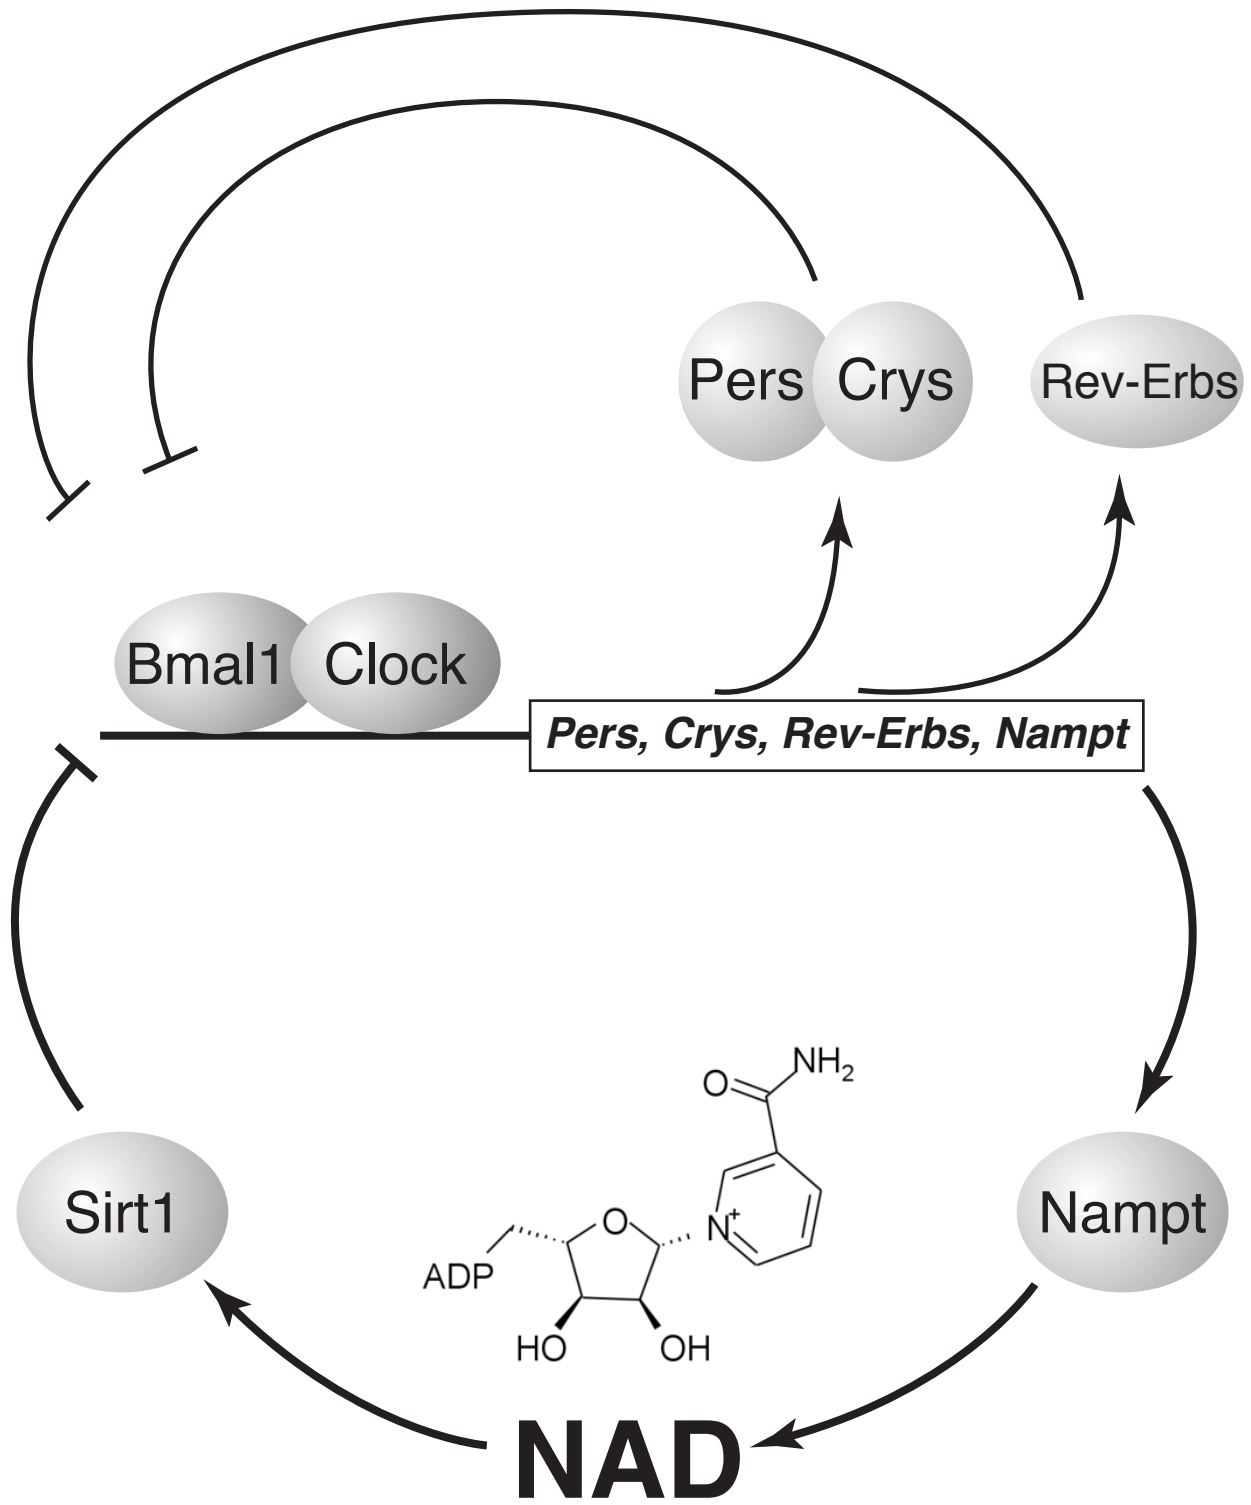 Pers Crys Rev-Erbs
Bmal1 Clock
Pers, Crys, Rev-Erbs, Nampt
NH2
O
N+
O
ADP
HO OH
Sirt1
Nampt
NAD